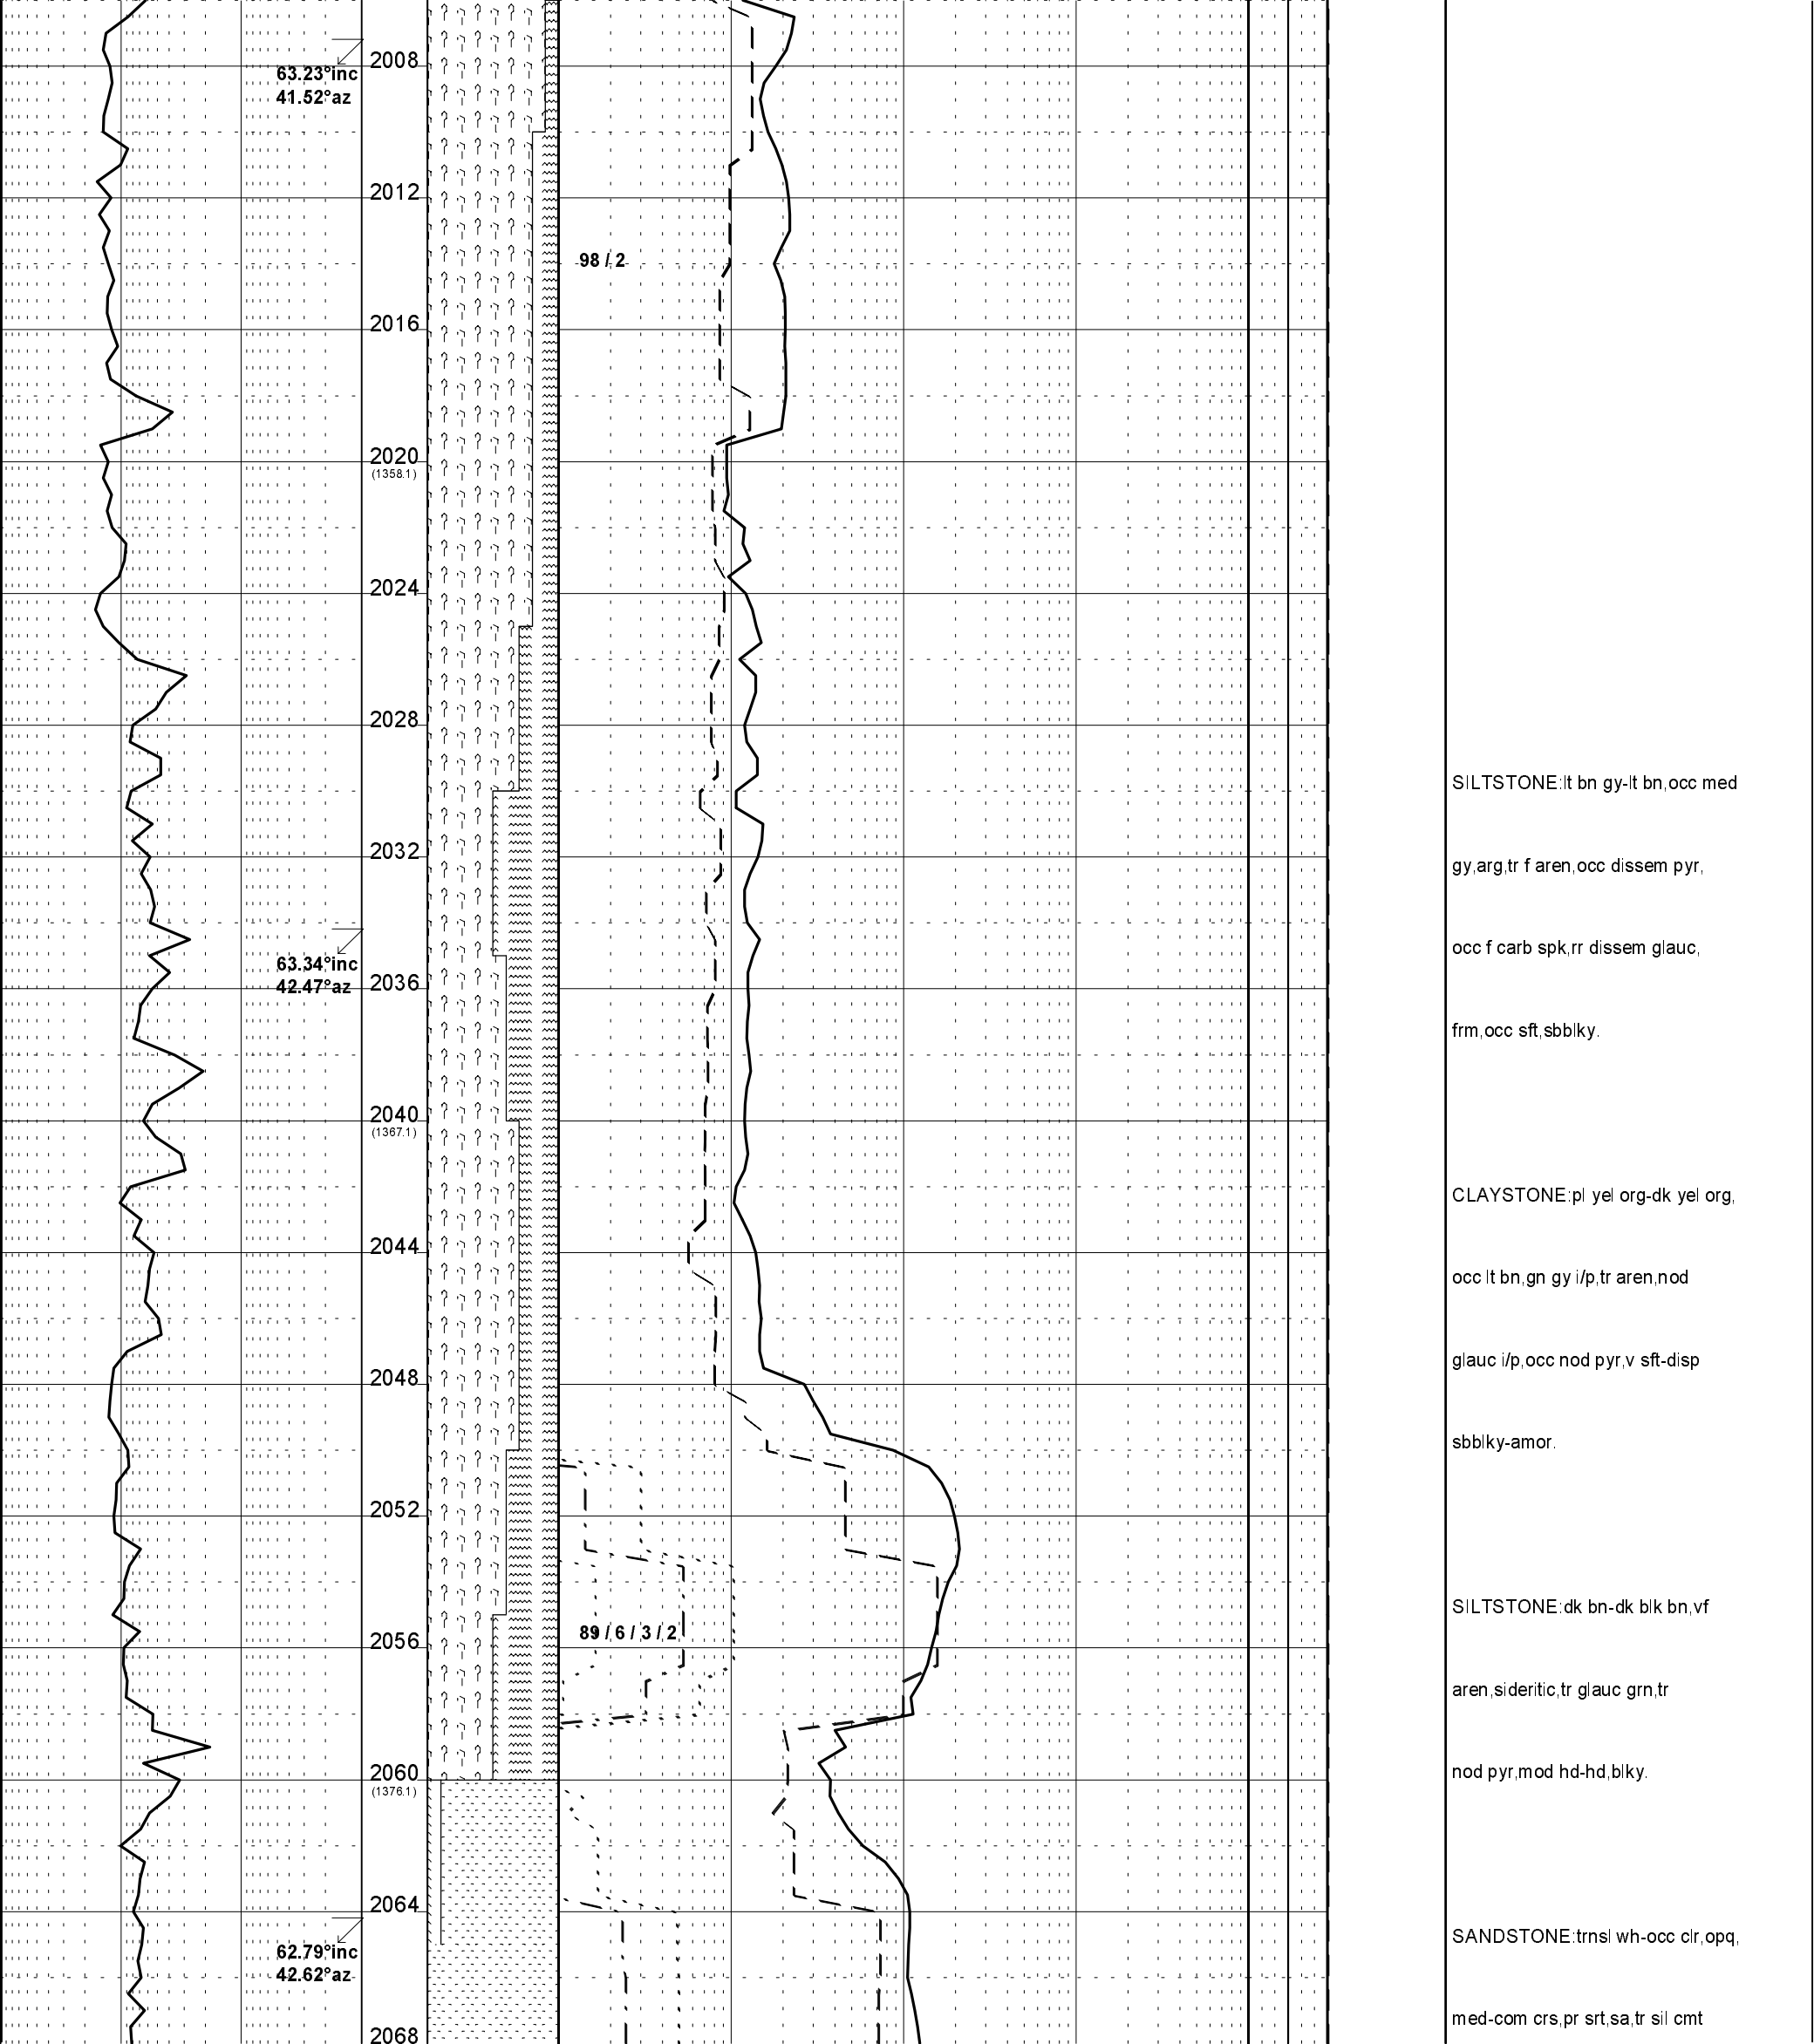 2008
63.23°inc
41.52°az
2012
98 / 2
2016
2020
(1358.1)
2024
2028
SILTSTONE:lt bn gy-lt bn,occ med
2032
gy,arg,tr f aren,occ dissem pyr,
occ f carb spk,rr dissem glauc,
63.34°inc
42.47°az
2036
frm,occ sft,sbblky.
2040
(1367.1)
CLAYSTONE:pl yel org-dk yel org,
2044
occ lt bn,gn gy i/p,tr aren,nod
glauc i/p,occ nod pyr,v sft-disp
2048
sbblky-amor.
2052
SILTSTONE:dk bn-dk blk bn,vf
89 / 6 / 3 / 2
2056
aren,sideritic,tr glauc grn,tr
2060
nod pyr,mod hd-hd,blky.
(1376.1)
2064
SANDSTONE:trnsl wh-occ clr,opq,
62.79°inc
42.62°az
med-com crs,pr srt,sa,tr sil cmt
2068